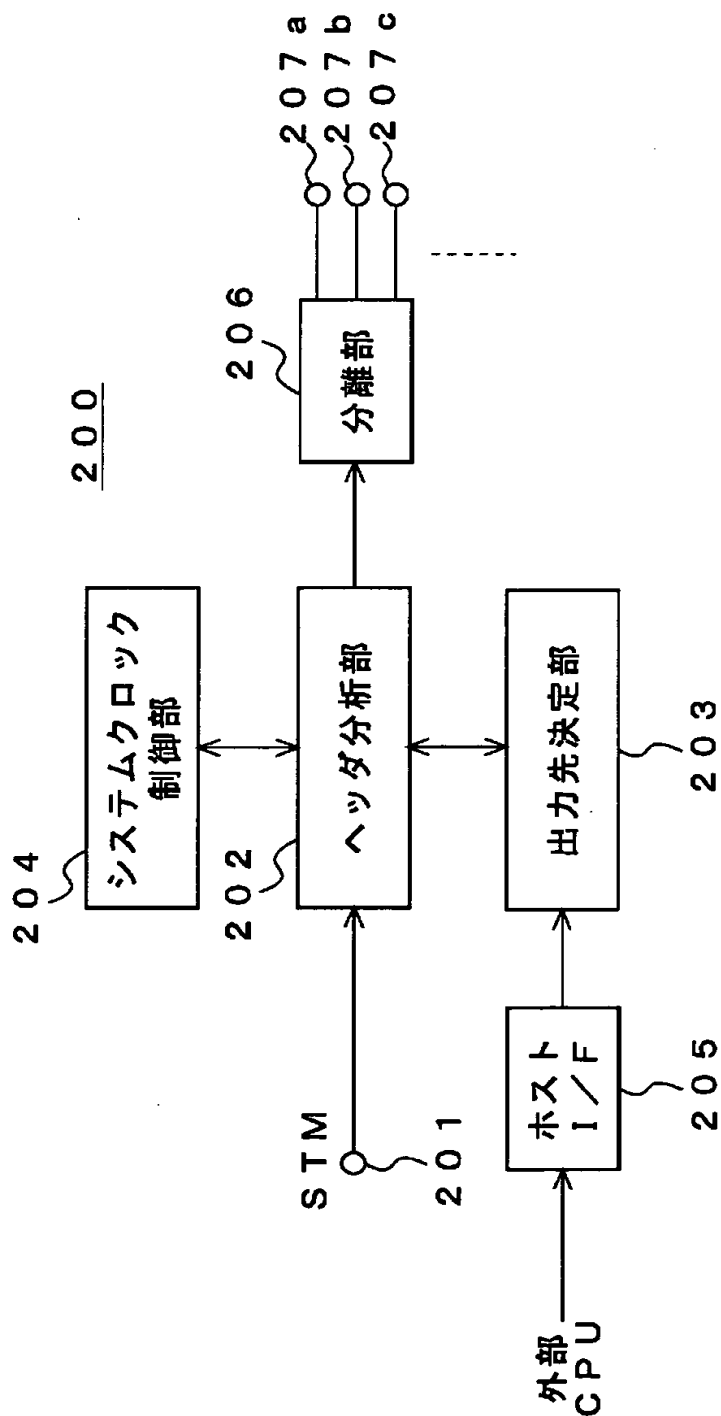 200
204
システムクロック
制御部
STM
201
202
ヘッダ分析部
206
分離部
207a
207b
207c
外部
CPU
ホスト
I/F
205
出力先決定部
203